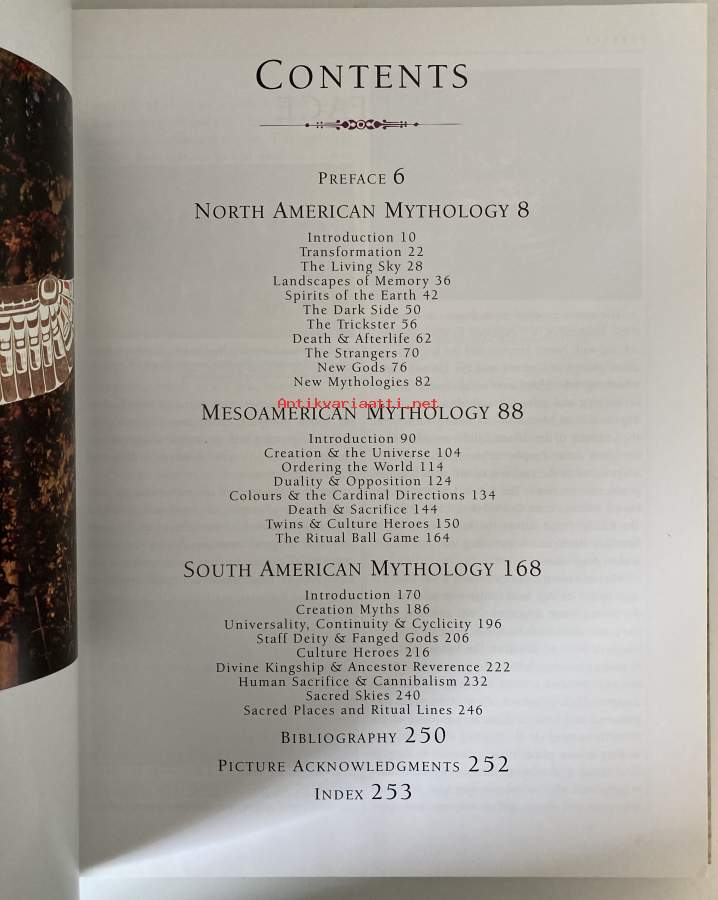 CONTENTS
PREFACE 6
NORTH AMERICAN MYTHOLOGY 8
Introduction 10
Transformation 22
The Living Sky 28
Landscapes of Memory 36
Spirits of the Earth 42
The Dark Side 50
The Trickster 56
Death & Afterlife 62
The Strangers 70
New Gods 76
New Mythologies 82
Antikvariaatti.net
MESOAMERICAN MYTHOLOGY 88
Introduction 90
Creation & the Universe 104
Ordering the World 114
Duality & Opposition 124
Colours & the Cardinal Directions 134
Death & Sacrifice 144
Twins & Culture Heroes 150
The Ritual Ball Game 164
SOUTH AMERICAN MYTHOLOGY 168
Introduction 170
Creation Myths 186
Universality, Continuity & Cyclicity 196
Staff Deity & Fanged Gods 206
Culture Heroes 216
Divine Kingship & Ancestor Reverence 222
Human Sacrifice & Cannibalism 232
Sacred Skies 240
Sacred Places and Ritual Lines 246
BIBLIOGRAPHY 250
PICTURE ACKNOWLEDGMENTS 252
INDEX 253